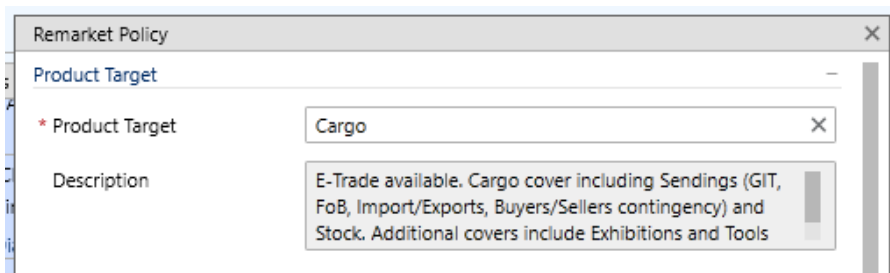 Remarket Policy
Product Target
* Product Target
Cargo
Description
E-Trade available. Cargo cover including Sendings (GIT,
FoB, Import/Exports, Buyers/Sellers contingency) and
Stock. Additional covers include Exhibitions and Tools